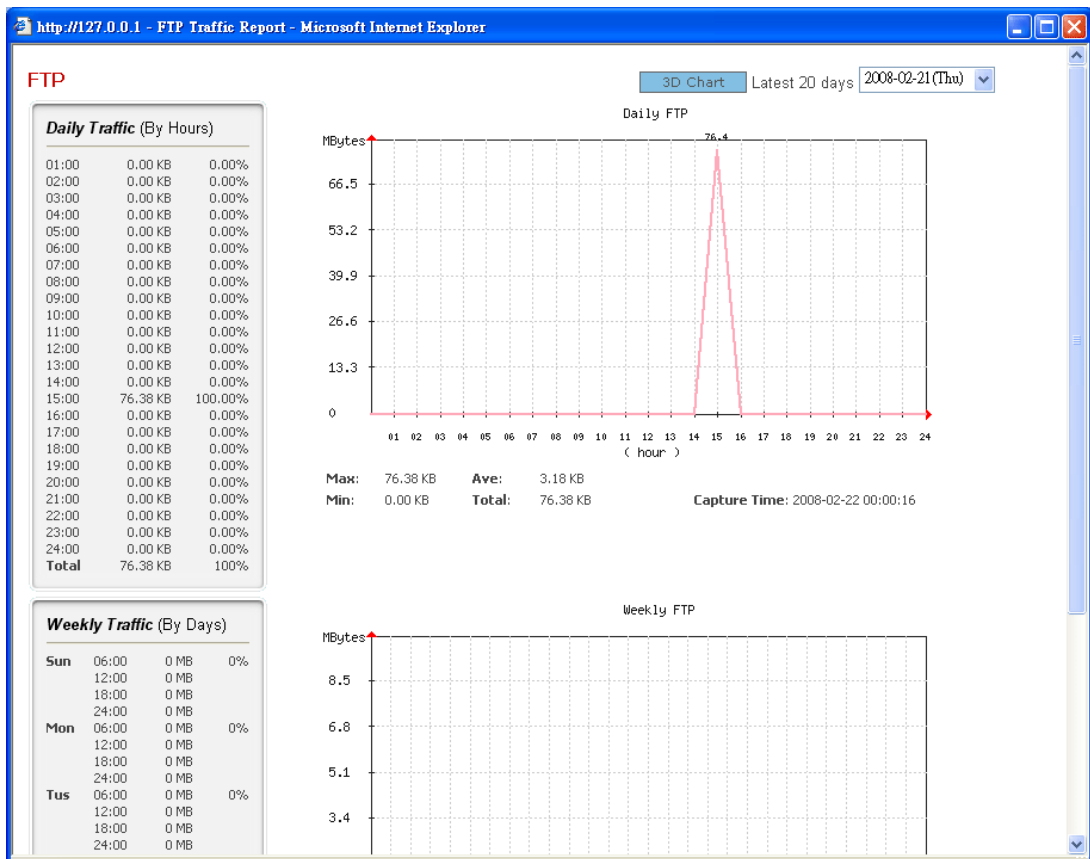 http://127.0.0.1 - FTP Traffic Report - Microsoft Internet Explorer
FTP
3D Chart Latest 20 days 2008-02-21(Thu)
Daily Traffic (By Hours)
01:00 0.00 KB 0.00%
02:00 0.00 KB 0.00%
03:00 0.00 KB 0.00%
04:00 0.00 KB 0.00%
05:00 0.00 KB 0.00%
06:00 0.00 KB 0.00%
07:00 0.00 KB 0.00%
08:00 0.00 KB 0.00%
09:00 0.00 KB 0.00%
10:00 0.00 KB 0.00%
11:00 0.00 KB 0.00%
12:00 0.00 KB 0.00%
13:00 0.00 KB 0.00%
14:00 0.00 KB 0.00%
15:00 76.38 KB 100.00%
16:00 0.00 KB 0.00%
17:00 0.00 KB 0.00%
18:00 0.00 KB 0.00%
19:00 0.00 KB 0.00%
20:00 0.00 KB 0.00%
21:00 0.00 KB 0.00%
22:00 0.00 KB 0.00%
23:00 0.00 KB 0.00%
24:00 0.00 KB 0.00%
Total 76.38 KB 100%
Daily FTP
MBytes
76.4
66.5
53.2
39.9
26.6
13.3
0
01 02 03 04 05 06 07 08 09 10 11 12 13 14 15 16 17 18 19 20 21 22 23 24
( hour )
Max: 76.38 KB Ave: 3.18 KB
Min: 0.00 KB Total: 76.38 KB Capture Time: 2008-02-22 00:00:16
Weekly Traffic (By Days)
Sun 06:00 0 MB 0%
12:00 0 MB
18:00 0 MB
24:00 0 MB
Mon 06:00 0 MB 0%
12:00 0 MB
18:00 0 MB
24:00 0 MB
Tus 06:00 0 MB 0%
12:00 0 MB
18:00 0 MB
24:00 0 MB
Weekly FTP
MBytes
8.5
6.8
5.1
3.4